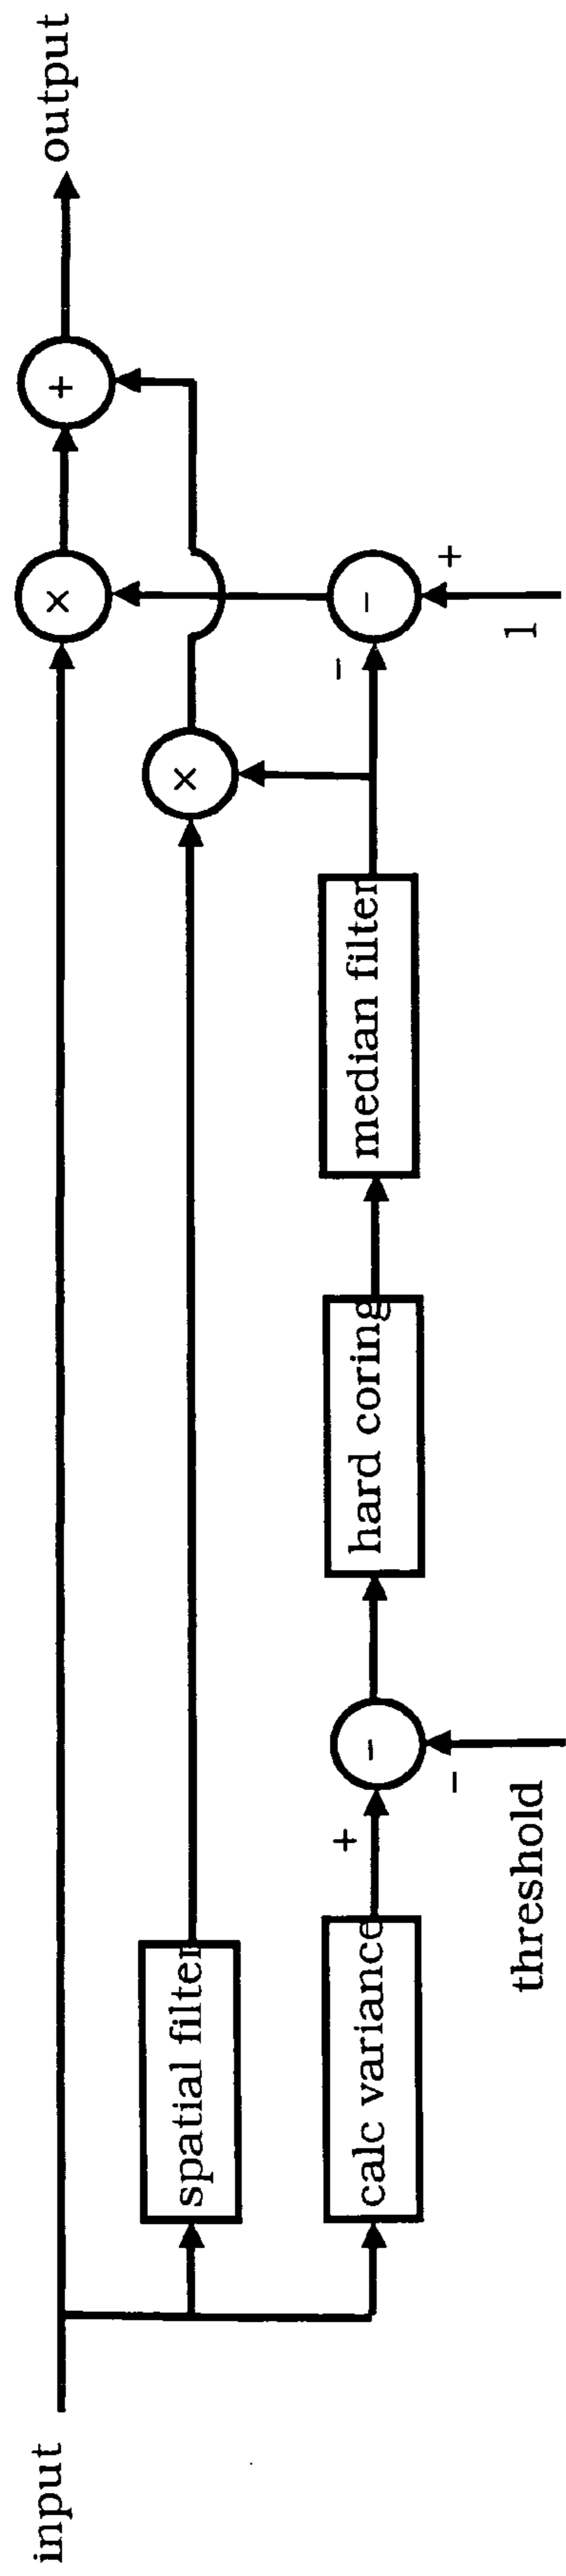 input
output
×
+
×
spatial filter
calc variance
+
-
-
threshold
hard coring
median filter
-
-
+
1